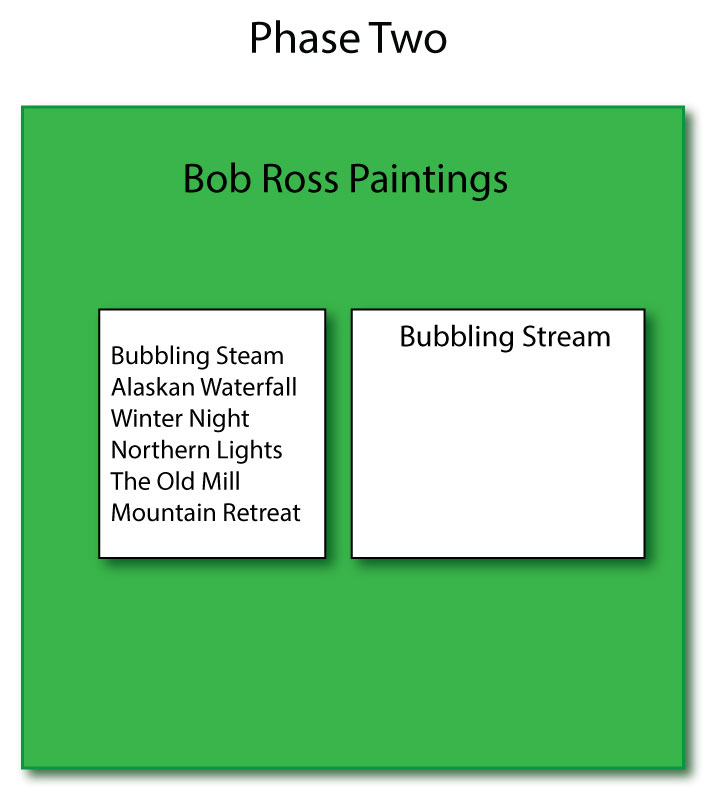 Phase Two
Bob Ross Paintings
Bubbling Steam
Alaskan Waterfall
Winter Night
Northern Lights
The Old Mill
Mountain Retreat
Bubbling Stream